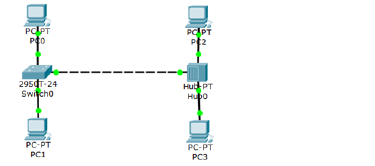 PC-PT
PC0
PC-PT
PC2
2950T-24
Switch0
Hub-PT
Hub0
PC-PT
PC1
PC-PT
PC3